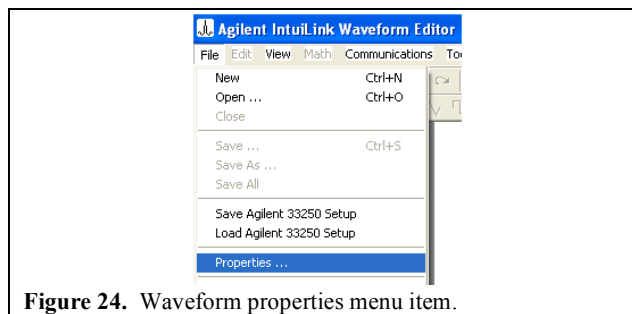 Agilent IntuiLink Waveform Editor
File Edit View Math Communications
New Ctrl+N
Open ... Ctrl+O
Close
Save ... Ctrl+S
Save As ...
Save All
Save Agilent 33250 Setup
Load Agilent 33250 Setup
Properties ...
Figure 24. Waveform properties menu item.